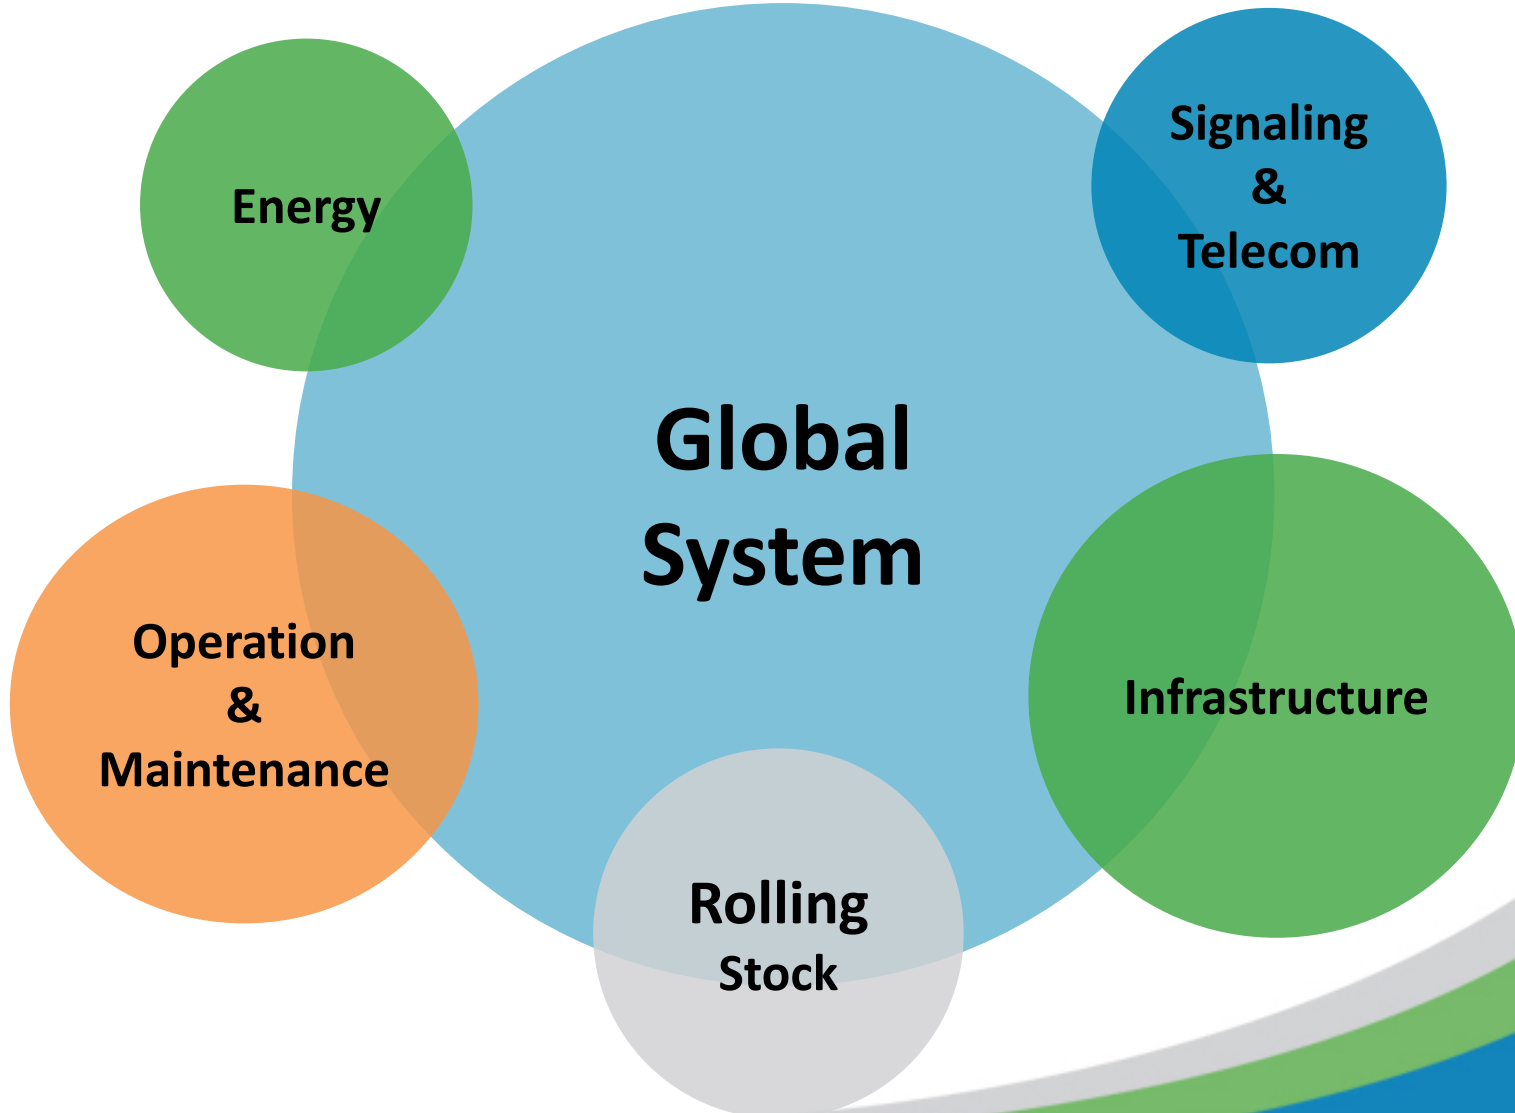 Signaling
&
Telecom
Energy
Global
System
Operation
&
Maintenance
Infrastructure
Rolling
Stock